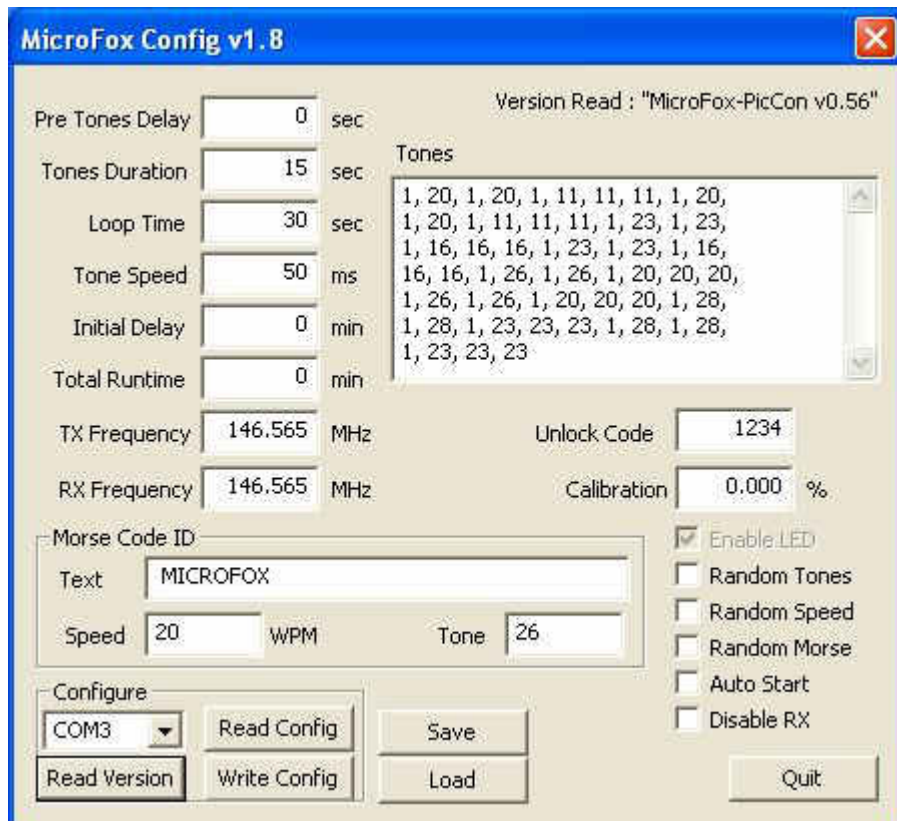 MicroFox Config v1.8
Version Read : "MicroFox-PicCon v0.56"
Pre Tones Delay 0 sec
Tones Duration 15 sec
Loop Time 30 sec
Tone Speed 50 ms
Initial Delay 0 min
Total Runtime 0 min
TX Frequency 146.565 MHz
RX Frequency 146.565 MHz
Tones
1, 20, 1, 20, 1, 11, 11, 11, 1, 20,
1, 20, 1, 11, 11, 11, 1, 23, 1, 23,
1, 16, 16, 16, 1, 23, 1, 23, 1, 16,
16, 16, 1, 26, 1, 26, 1, 20, 20, 20,
1, 26, 1, 26, 1, 20, 20, 20, 1, 28,
1, 28, 1, 23, 23, 23, 1, 28, 1, 28,
1, 23, 23, 23
Unlock Code 1234
Calibration 0.000 %
Morse Code ID
Text MICROFOX
Speed 20 WPM Tone 26
Enable LED
Random Tones
Random Speed
Random Morse
Auto Start
Disable RX
Configure
COM3 Read Config
Read Version Write Config
Save
Load
Quit